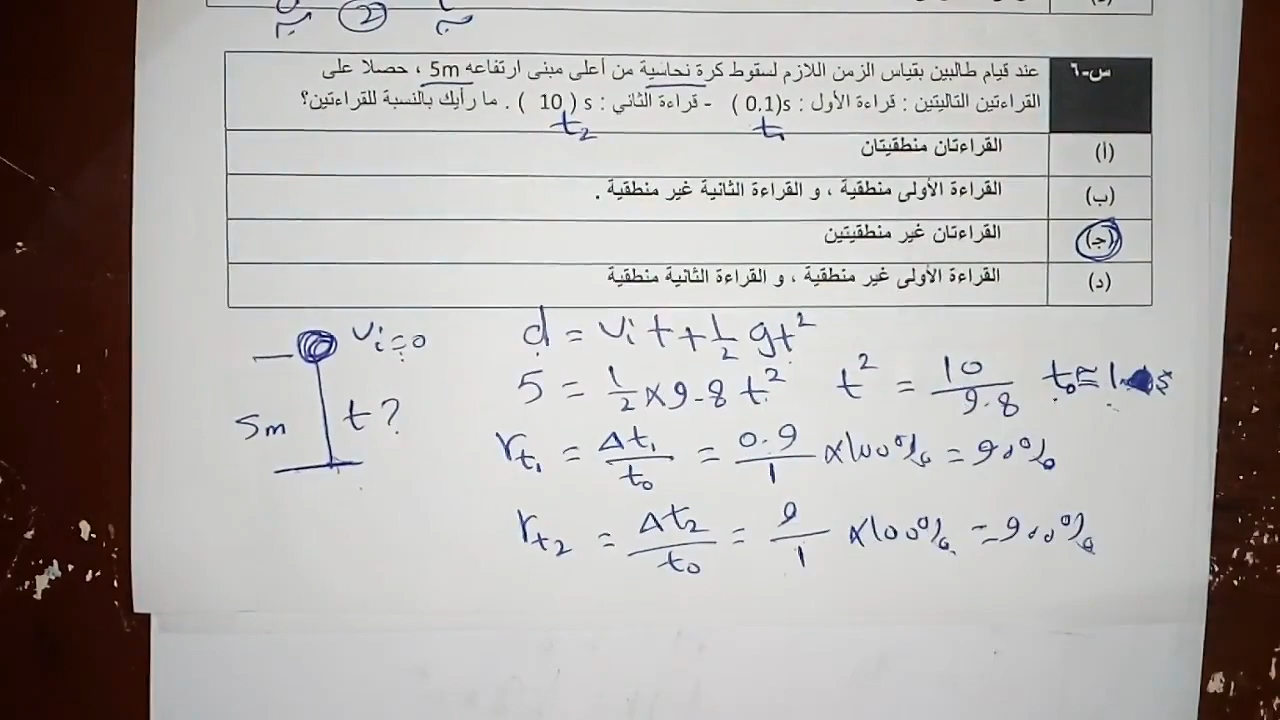 2
س-٦
عند قيام طالبين بقياس الزمن اللازم لسقوط كرة نحاسية من أعلى مبنى ارتفاعه 5m ، حصلا على
القراءتين التاليتين : قراءة الأول : 0.1)s ) - قراءة الثاني : 10 ) s ) . ما رأيك بالنسبة للقراءتين؟
t₂ t₁
(أ) القراءتان منطقيتان
(ب) القراءة الأولى منطقية ، و القراءة الثانية غير منطقية .
(ج) القراءتان غير منطقيتين
(د) القراءة الأولى غير منطقية ، و القراءة الثانية منطقية
vᵢ = 0
5m t?
d = vᵢ t + 1/2 gt²
5 = 1/2 × 9.8 t² t² = 10/9.8 t₀ ≈ 1 s
rt₁ = Δt₁/t₀ = 0.9/1 × 100% = 90%
rt₂ = Δt₂/t₀ = 9/1 × 100% = 900%